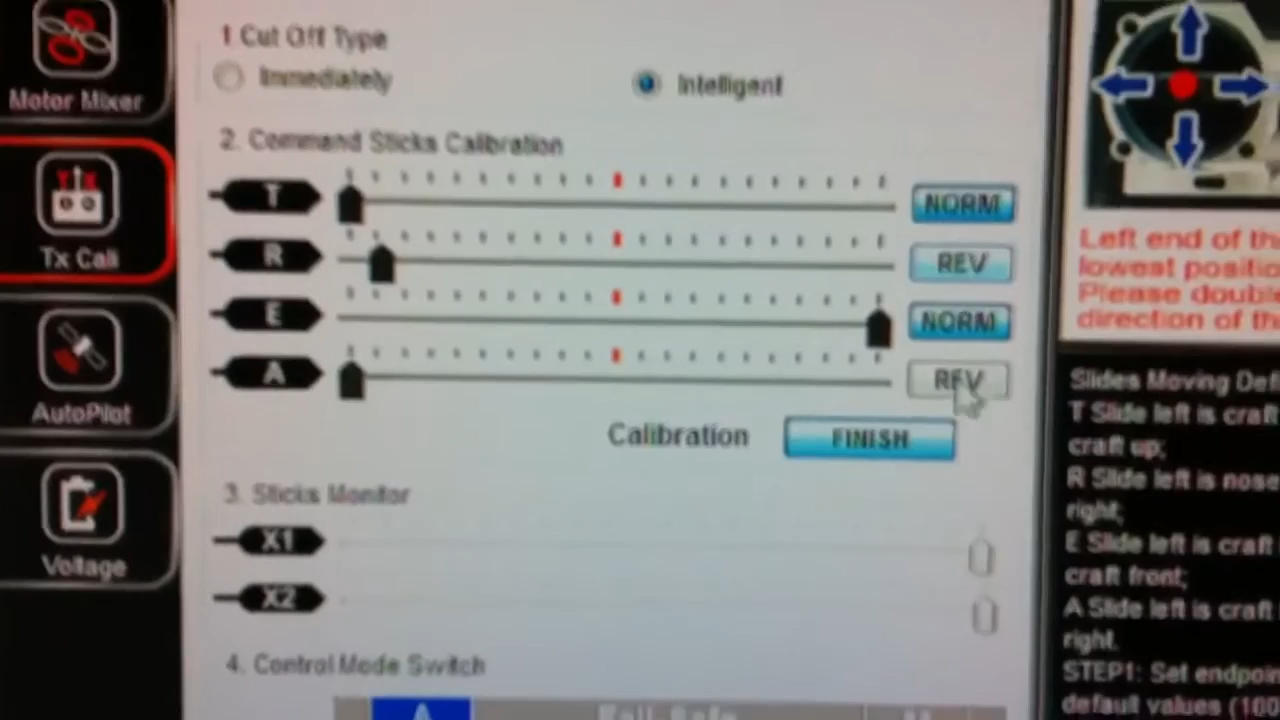 1 Cut Off Type
Immediately
Intelligent
Motor Mixer
2. Command Sticks Calibration
T
NORM
Tx Cali
R
REV
E
NORM
A
REV
AutoPilot
Calibration
FINISH
3. Sticks Monitor
X1
Voltage
X2
4. Control Mode Switch
A
Left end of th
lowest positio
Please double
direction of th
Slides Moving Def
T Slide left is craft
craft up;
R Slide left is nose
right;
E Slide left is craft
craft front;
A Slide left is craft
right.
STEP1: Set endpoin
default values (100